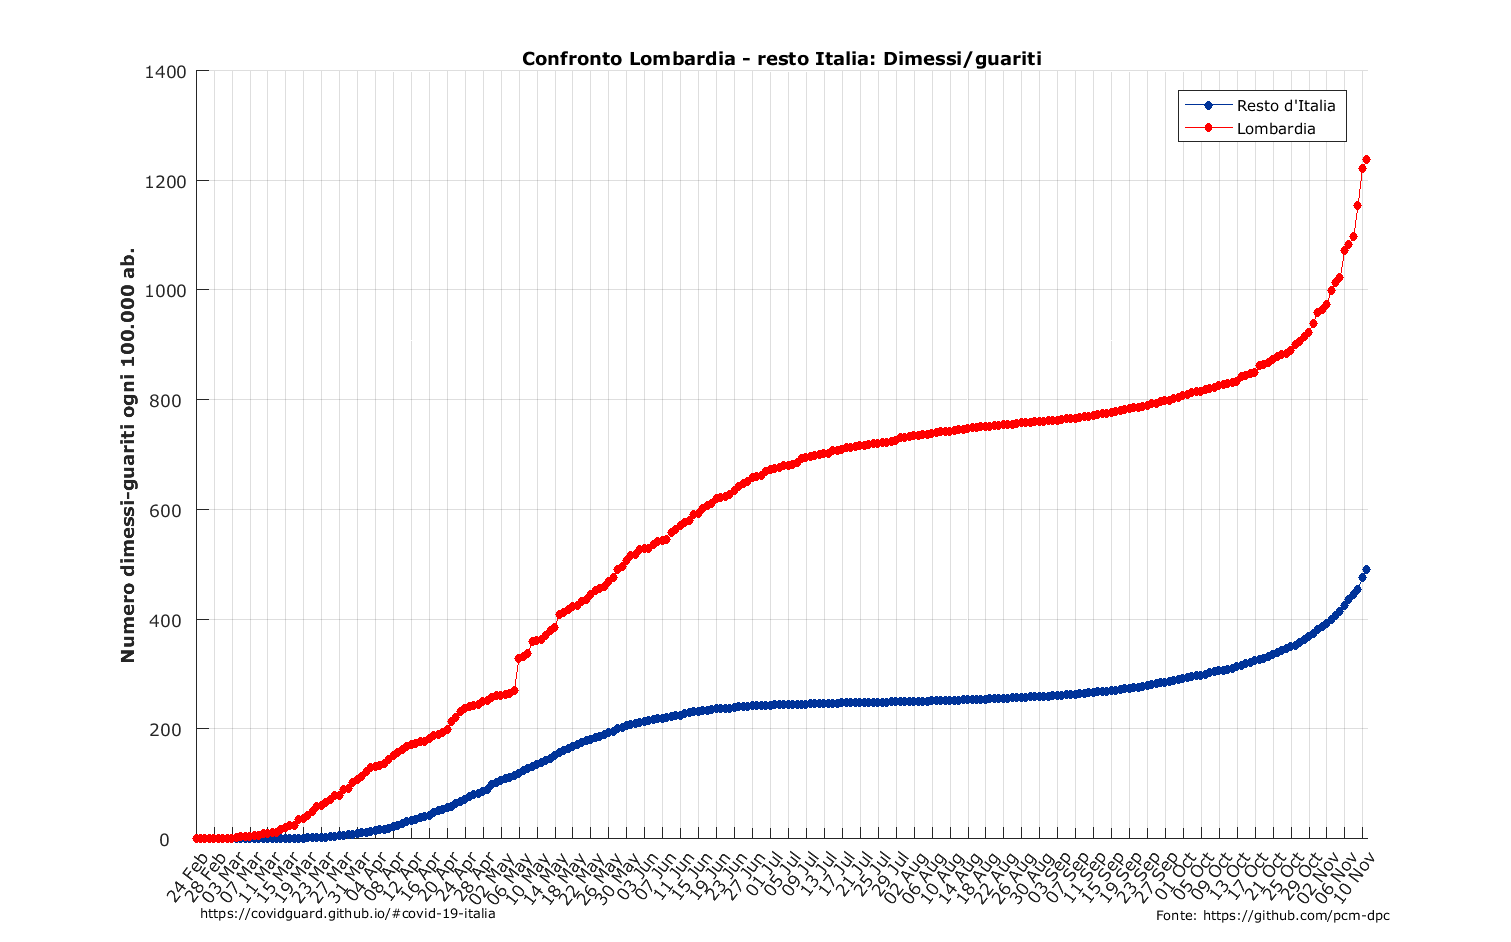 Confronto Lombardia - resto Italia: Dimessi/guariti
Numero dimessi-guariti ogni 100.000 ab.
1400
1200
1000
800
600
400
200
0
Resto d'Italia
Lombardia
24 Feb
28 Feb
03 Mar
07 Mar
11 Mar
15 Mar
19 Mar
23 Mar
27 Mar
31 Mar
04 Apr
08 Apr
12 Apr
16 Apr
20 Apr
24 Apr
28 Apr
02 May
06 May
10 May
14 May
18 May
22 May
26 May
30 May
03 Jun
07 Jun
11 Jun
15 Jun
19 Jun
23 Jun
27 Jun
01 Jul
05 Jul
09 Jul
13 Jul
17 Jul
21 Jul
25 Jul
29 Jul
02 Aug
06 Aug
10 Aug
14 Aug
18 Aug
22 Aug
26 Aug
30 Aug
03 Sep
07 Sep
11 Sep
15 Sep
19 Sep
23 Sep
27 Sep
01 Oct
05 Oct
09 Oct
13 Oct
17 Oct
21 Oct
25 Oct
29 Oct
02 Nov
06 Nov
10 Nov
https://covidguard.github.io/#covid-19-italia
Fonte: https://github.com/pcm-dpc